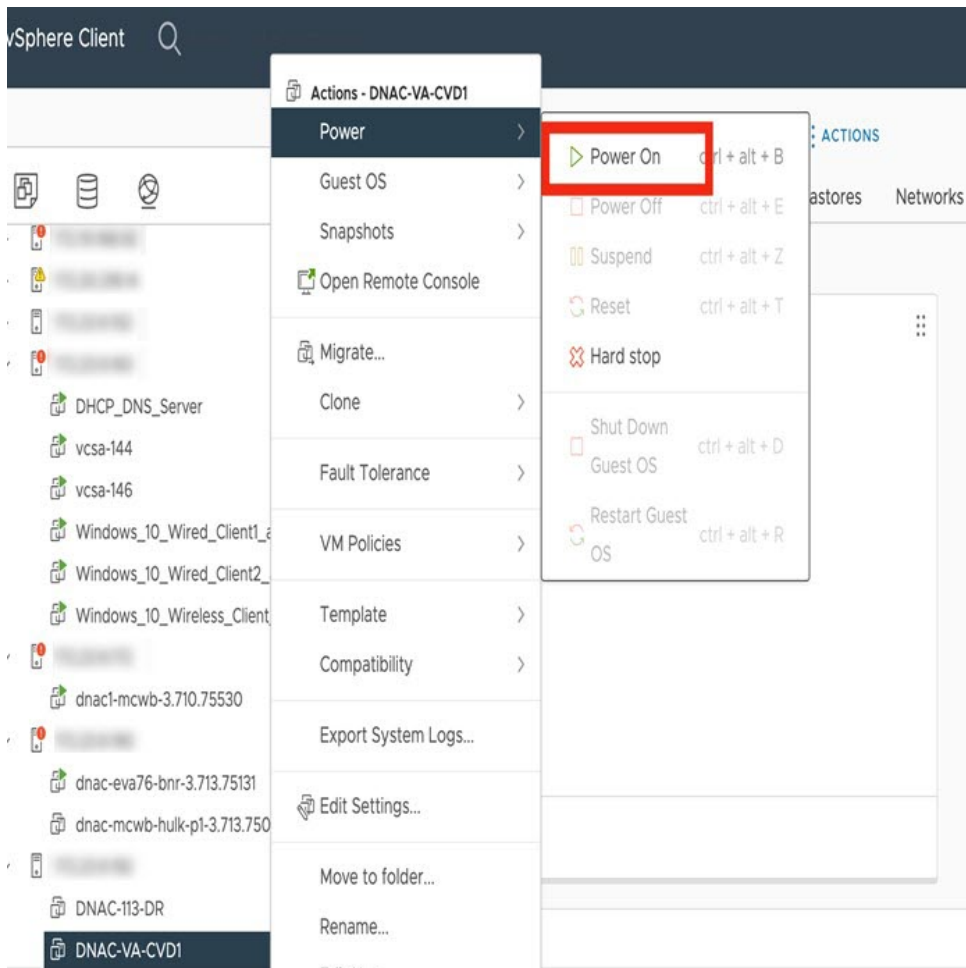 vSphere Client
Actions - DNAC-VA-CVD1
Power
Guest OS
Snapshots
Open Remote Console
Migrate...
Clone
Fault Tolerance
VM Policies
Template
Compatibility
Export System Logs...
Edit Settings...
Move to folder...
Rename...
Power On ctrl + alt + B
Power Off ctrl + alt + E
Suspend ctrl + alt + Z
Reset ctrl + alt + T
Hard stop
Shut Down
Guest OS
ctrl + alt + D
Restart Guest
OS
ctrl + alt + R
ACTIONS
astores Networks
DHCP_DNS_Server
vcsa-144
vcsa-146
Windows_10_Wired_Client1_
Windows_10_Wired_Client2_
Windows_10_Wireless_Client
dnac1-mcwb-3.710.75530
dnac-eva76-bnr-3.713.75131
dnac-mcwb-hulk-p1-3.713.750
DNAC-113-DR
DNAC-VA-CVD1